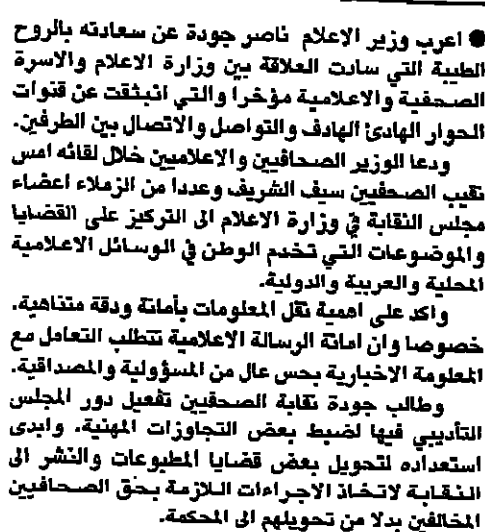 ● اعرب وزير الاعلام ناصر جودة عن سعادته بالروح
الطيبة التي سادت العلاقة بين وزارة الاعلام والاسرة
الصحفية والاعلامية مؤخرا والتي انبثقت عن قنوات
الحوار الهادئ الهادف والتواصل والاتصال بين الطرفين.
ودعا الوزير الصحافيين والاعلاميين خلال لقائه امس
نقيب الصحفيين سيف الشريف وعددا من الزملاء اعضاء
مجلس النقابة في وزارة الاعلام الى التركيز على القضايا
والموضوعات التي تخدم الوطن في الوسائل الاعلامية
المحلية والعربية والدولية.
واكد على اهمية نقل المعلومات بأمانة ودقة متناهية.
خصوصا وان امانة الرسالة الاعلامية تتطلب التعامل مع
المعلومة الاخبارية بحس عال من المسؤولية والمصداقية.
وطالب جودة نقابة الصحفيين تفعيل دور المجلس
التأديبي فيها لضبط بعض التجاوزات المهنية. وابدى
استعداده لتحويل بعض قضايا المطبوعات والنشر الى
النقابة لاتخاذ الاجراءات اللازمة بحق الصحافيين
المخالفين بدلا من تحويلهم الى المحكمة.